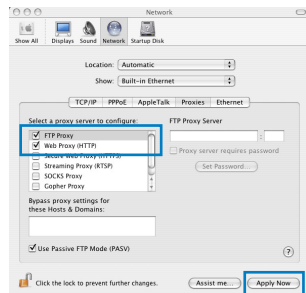 Network
Show All Displays Sound Network Startup Disk
Location: Automatic
Show: Built-in Ethernet
TCP/IP PPPoE AppleTalk Proxies Ethernet
Select a proxy server to configure:
FTP Proxy Server
FTP Proxy
Web Proxy (HTTP)
:
Secure Web Proxy (HTTPS)
Proxy server requires password
Streaming Proxy (RTSP)
Set Password...
SOCKS Proxy
Gopher Proxy
Bypass proxy settings for
these Hosts & Domains:
Use Passive FTP Mode (PASV)
?
Click the lock to prevent further changes.
Assist me...
Apply Now